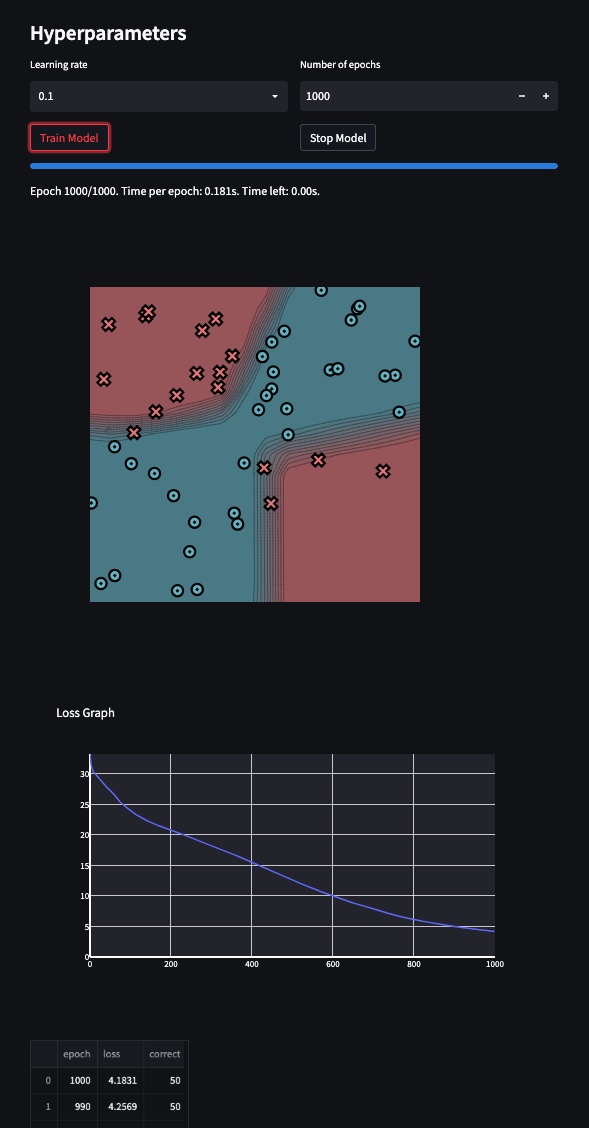 Hyperparameters
Learning rate
Number of epochs
0.1
1000
− +
Train Model
Stop Model
Epoch 1000/1000. Time per epoch: 0.181s. Time left: 0.00s.
Loss Graph
30
25
20
15
10
5
0
0 200 400 600 800 1000
epoch loss correct
0 1000 4.1831 50
1 990 4.2569 50